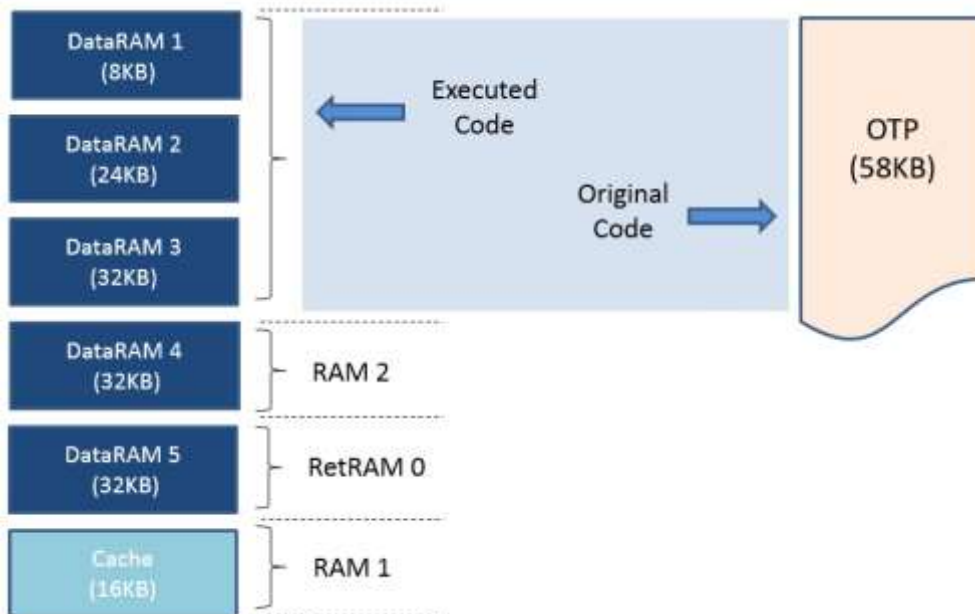 DataRAM 1
(8KB)
DataRAM 2
(24KB)
DataRAM 3
(32KB)
DataRAM 4
(32KB)
DataRAM 5
(32KB)
Cache
(16KB)
Executed
Code
Original
Code
OTP
(58KB)
RAM 2
RetRAM 0
RAM 1